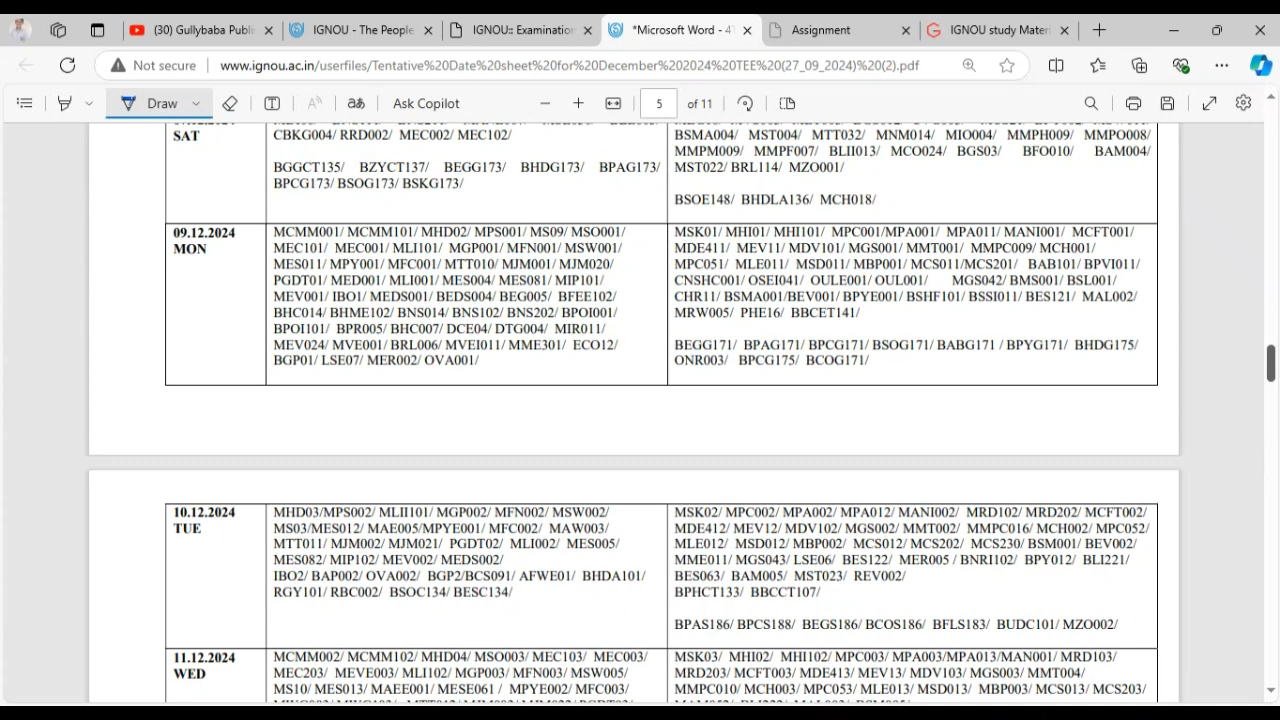 (30) Gullybaba Publi
IGNOU - The People
IGNOU:: Examination
*Microsoft Word - 4T
Assignment
IGNOU study Materi
Not secure
www.ignou.ac.in/userfiles/Tentative%20Date%20sheet%20for%20December%202024%20TEE%20(27_09_2024)%20(2).pdf
Draw
Ask Copilot
5 of 11
SAT
CBKG004/ RRD002/ MEC002/ MEC102/
BGGCT135/ BZYCT137/ BEGG173/ BHDG173/ BPAG173/
BPCG173/ BSOG173/ BSKG173/
BSMA004/ MST004/ MTT032/ MNM014/ MIO004/ MMPH009/ MMPO008/
MMPM009/ MMPF007/ BLII013/ MCO024/ BGS03/ BFO010/ BAM004/
MST022/ BRL114/ MZO001/
BSOE148/ BHDLA136/ MCH018/
09.12.2024
MON
MCMM001/ MCMM101/ MHD02/ MPS001/ MS09/ MSO001/
MEC101/ MEC001/ MLI101/ MGP001/ MFN001/ MSW001/
MES011/ MPY001/ MFC001/ MTT010/ MJM001/ MJM020/
PGDT01/ MED001/ MLI001/ MES004/ MES081/ MIP101/
MEV001/ IBO1/ MEDS001/ BEDS004/ BEG005/ BFEE102/
BHC014/ BHME102/ BNS014/ BNS102/ BNS202/ BPOI001/
BPOI101/ BPR005/ BHC007/ DCE04/ DTG004/ MIR011/
MEV024/ MVE001/ BRL006/ MVEI011/ MME301/ ECO12/
BGP01/ LSE07/ MER002/ OVA001/
MSK01/ MHI01/ MHI101/ MPC001/MPA001/ MPA011/ MANI001/ MCFT001/
MDE411/ MEV11/ MDV101/ MGS001/ MMT001/ MMPC009/ MCH001/
MPC051/ MLE011/ MSD011/ MBP001/ MCS011/MCS201/ BAB101/ BPVI011/
CNSHC001/ OSEI041/ OULE001/ OUL001/ MGS042/ BMS001/ BSL001/
CHR11/ BSMA001/BEV001/ BPYE001/ BSHF101/ BSSI011/ BES121/ MAL002/
MRW005/ PHE16/ BBCET141/
BEGG171/ BPAG171/ BPCG171/ BSOG171/ BABG171 / BPYG171/ BHDG175/
ONR003/ BPCG175/ BCOG171/
10.12.2024
TUE
MHD03/MPS002/ MLII101/ MGP002/ MFN002/ MSW002/
MS03/MES012/ MAE005/MPYE001/ MFC002/ MAW003/
MTT011/ MJM002/ MJM021/ PGDT02/ MLI002/ MES005/
MES082/ MIP102/ MEV002/ MEDS002/
IBO2/ BAP002/ OVA002/ BGP2/BCS091/ AFWE01/ BHDA101/
RGY101/ RBC002/ BSOC134/ BESC134/
MSK02/ MPC002/ MPA002/ MPA012/ MANI002/ MRD102/ MRD202/ MCFT002/
MDE412/ MEV12/ MDV102/ MGS002/ MMT002/ MMPC016/ MCH002/ MPC052/
MLE012/ MSD012/ MBP002/ MCS012/ MCS202/ MCS230/ BSM001/ BEV002/
MME011/ MGS043/ LSE06/ BES122/ MER005 / BNRI102/ BPY012/ BLI221/
BES063/ BAM005/ MST023/ REV002/
BPHCT133/ BBCCT107/
BPAS186/ BPCS188/ BEGS186/ BCOS186/ BFLS183/ BUDC101/ MZO002/
11.12.2024
WED
MCMM002/ MCMM102/ MHD04/ MSO003/ MEC103/ MEC003/
MEC203/ MEVE003/ MLI102/ MGP003/ MFN003/ MSW005/
MS10/ MES013/ MAEE001/ MESE061 / MPYE002/ MFC003/
MSK03/ MHI02/ MHI102/ MPC003/ MPA003/MPA013/MAN001/ MRD103/
MRD203/ MCFT003/ MDE413/ MEV13/ MDV103/ MGS003/ MMT004/
MMPC010/ MCH003/ MPC053/ MLE013/ MSD013/ MBP003/ MCS013/ MCS203/